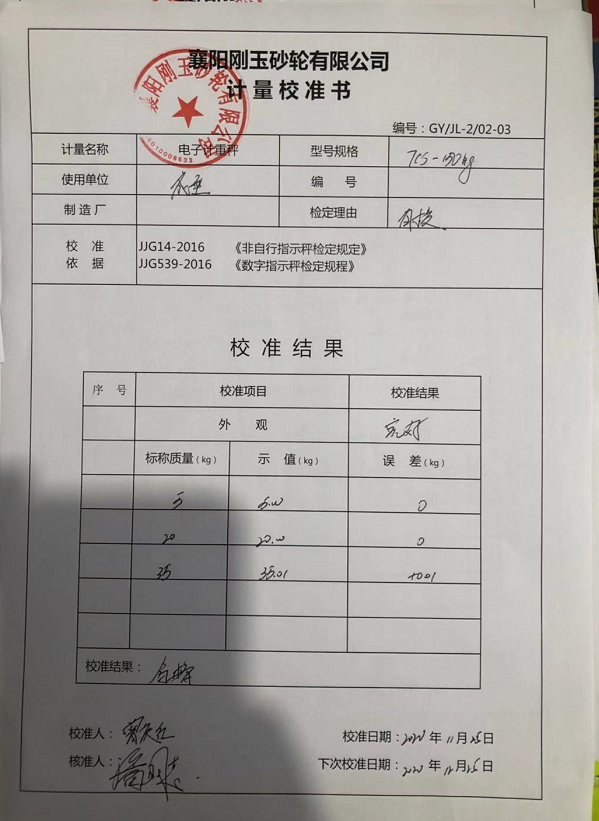 襄阳刚玉砂轮有限公司
计量校准书
编号：GY/JL-2/02-03
计量名称 电子计重秤 型号规格 TCS-150kg
使用单位 编 号
制造厂 检定理由
校 准 JJG14-2016 《非自行指示秤检定规定》
依 据 JJG539-2016 《数字指示秤检定规程》
校准结果
序 号 校准项目 校准结果
外 观 完好
标称质量（kg） 示 值（kg） 误 差（kg）
5 5.00 0
20 20.00 0
35 35.01 +0.01
校准结果： 合格
校准人：
校准日期： 年 11月25日
核准人：
下次校准日期： 年 月25日